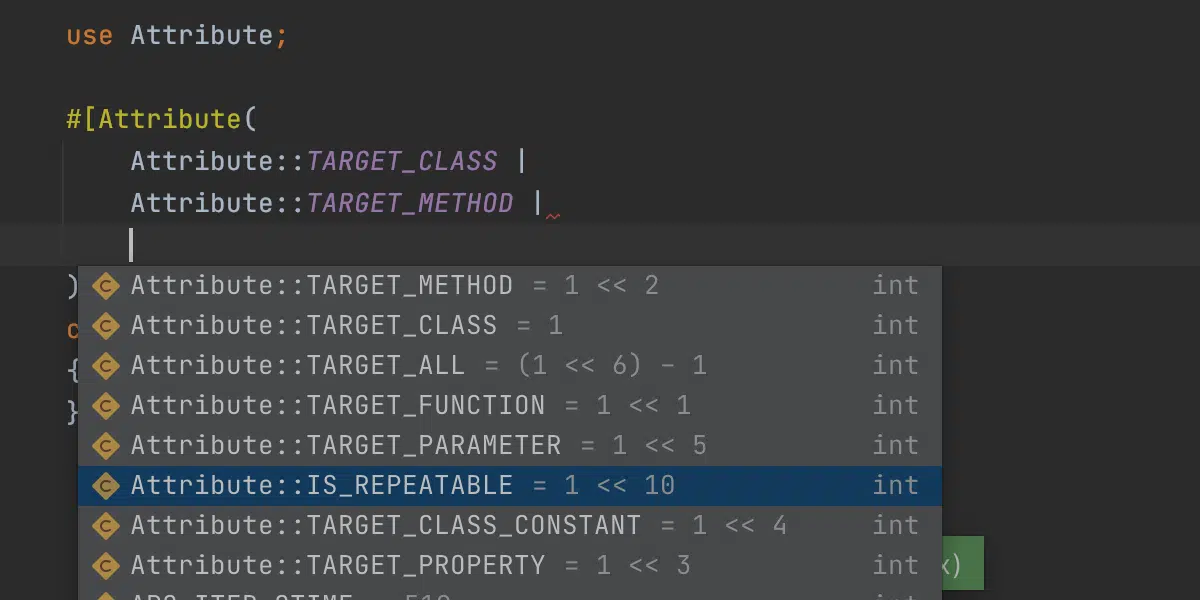 use Attribute;
#[Attribute(
Attribute::TARGET_CLASS |
Attribute::TARGET_METHOD |
)
C Attribute::TARGET_METHOD = 1 << 2 int
C Attribute::TARGET_CLASS = 1 int
C Attribute::TARGET_ALL = (1 << 6) - 1 int
C Attribute::TARGET_FUNCTION = 1 << 1 int
C Attribute::TARGET_PARAMETER = 1 << 5 int
C Attribute::IS_REPEATABLE = 1 << 10 int
C Attribute::TARGET_CLASS_CONSTANT = 1 << 4 int
C Attribute::TARGET_PROPERTY = 1 << 3 int
c
{
}
x)